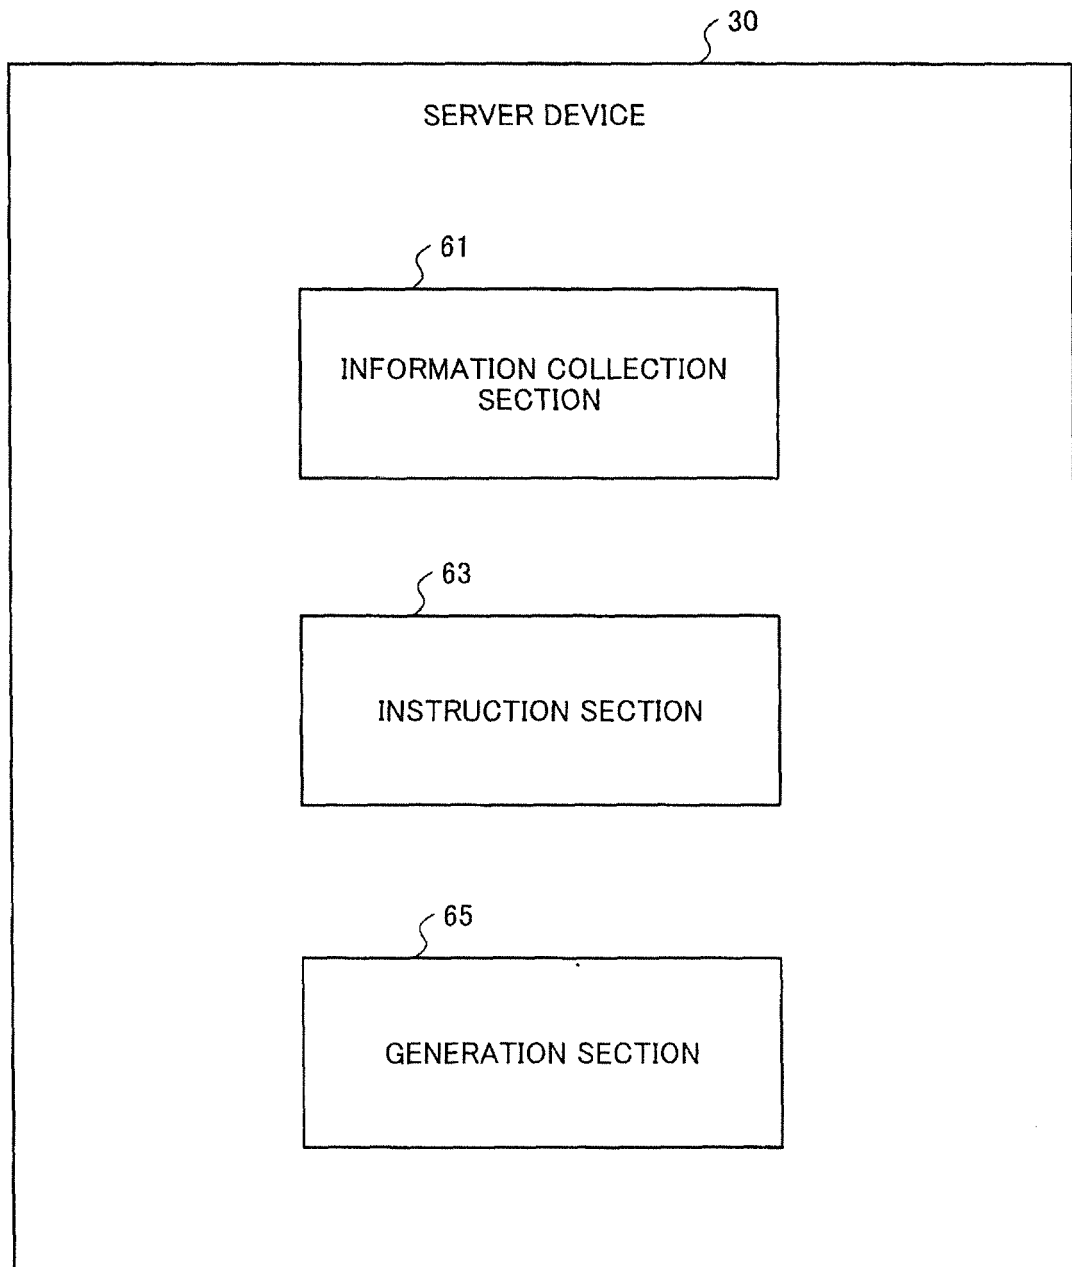 30
SERVER DEVICE
61
INFORMATION COLLECTION
SECTION
63
INSTRUCTION SECTION
65
GENERATION SECTION